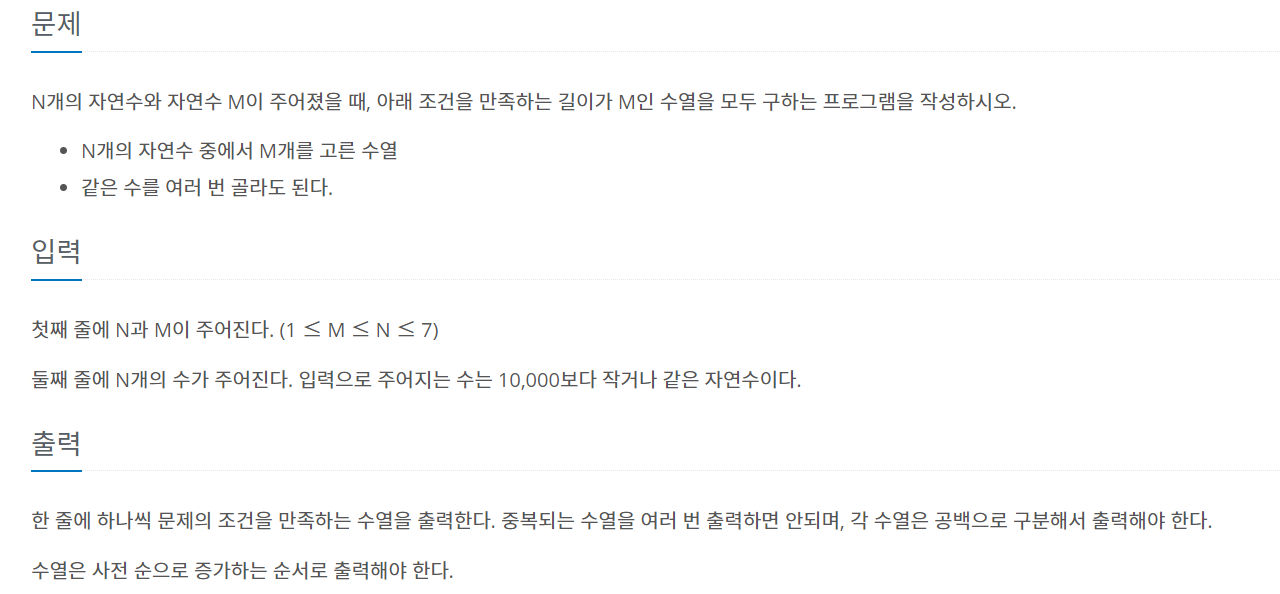 문제
N개의 자연수와 자연수 M이 주어졌을 때, 아래 조건을 만족하는 길이가 M인 수열을 모두 구하는 프로그램을 작성하시오.
• N개의 자연수 중에서 M개를 고른 수열
• 같은 수를 여러 번 골라도 된다.
입력
첫째 줄에 N과 M이 주어진다. (1 ≤ M ≤ N ≤ 7)
둘째 줄에 N개의 수가 주어진다. 입력으로 주어지는 수는 10,000보다 작거나 같은 자연수이다.
출력
한 줄에 하나씩 문제의 조건을 만족하는 수열을 출력한다. 중복되는 수열을 여러 번 출력하면 안되며, 각 수열은 공백으로 구분해서 출력해야 한다.
수열은 사전 순으로 증가하는 순서로 출력해야 한다.